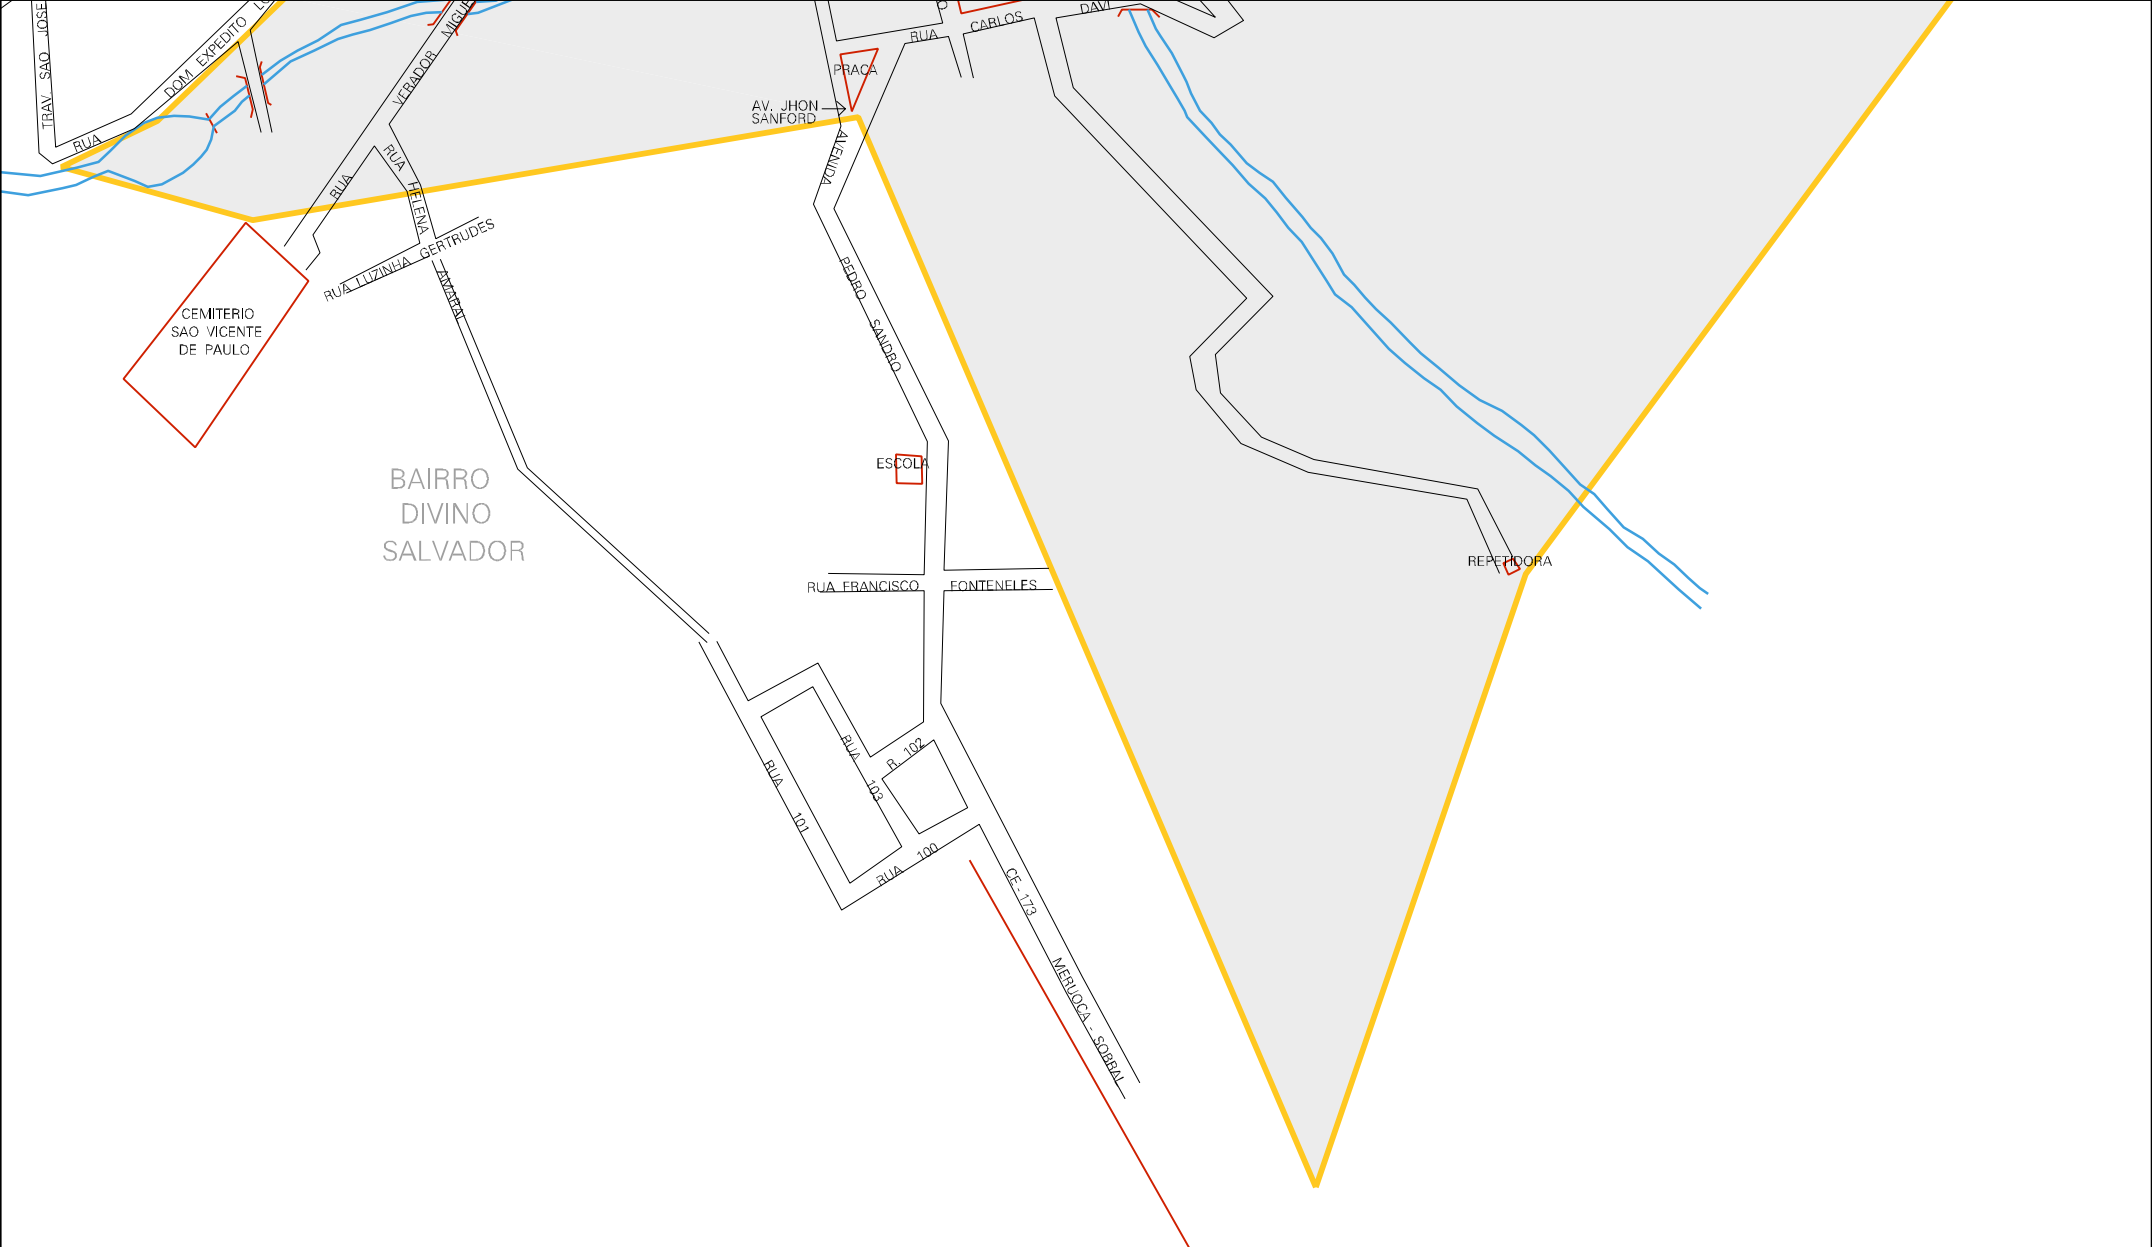 TRAV. SAO JOSE
RUA DOM EXPEDITO
RUA VERADOR
RUA CARLOS DAVI
PRACA
AV. JHON
SANFORD
AVENIDA PEDRO SANDRO
RUA HELENA AMARAL
RUA LUZINHA GERTRUDES
CEMITERIO
SAO VICENTE
DE PAULO
BAIRRO
DIVINO
SALVADOR
ESCOLA
RUA FRANCISCO FONTENELES
REPETIDORA
RUA 103
R. 102
RUA 101
RUA 100
CE - 173 MERUOCA - SOBRAL